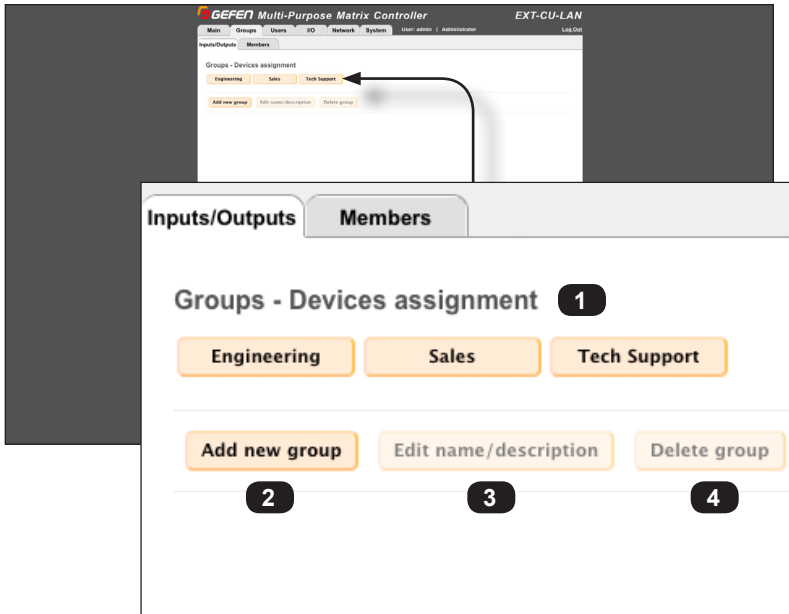 GEFEN Multi-Purpose Matrix Controller EXT-CU-LAN
Main Groups Users I/O Network System User: admin | Administrator Log Out
Inputs/Outputs Members
Groups - Devices assignment
Engineering Sales Tech Support
Add new group Edit name/description Delete group
Inputs/Outputs Members
Groups - Devices assignment 1
Engineering Sales Tech Support
Add new group Edit name/description Delete group
2 3 4